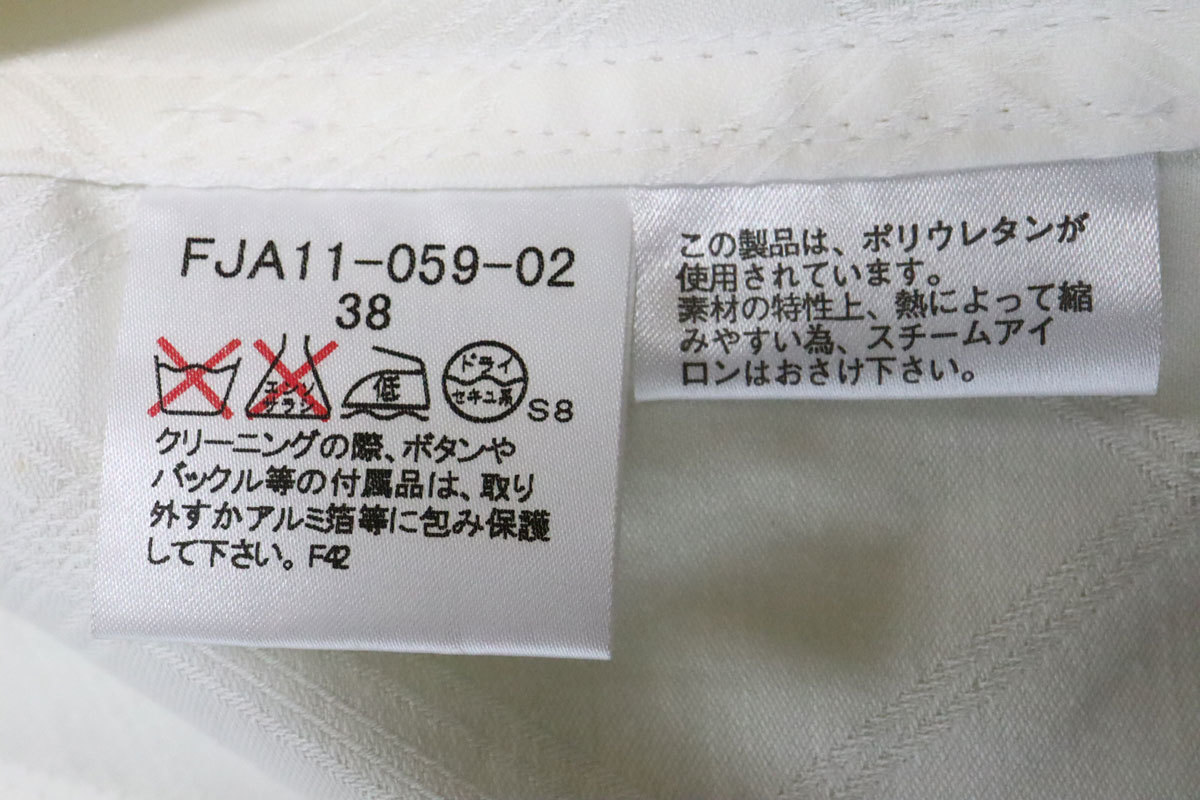 FJA11-059-02
38
エンソ
サラシ
低
ドライ
セキユ系
S8
クリーニングの際、ボタンや
バックル等の付属品は、取り
外すかアルミ箔等に包み保護
して下さい。F42
この製品は、ポリウレタンが
使用されています。
素材の特性上、熱によって縮
みやすい為、スチームアイ
ロンはおさけ下さい。